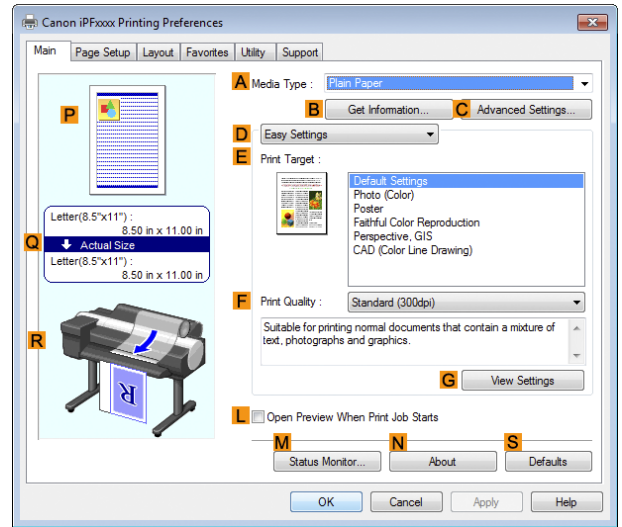 Canon iPFxxxx Printing Preferences
Main Page Setup Layout Favorites Utility Support
A Media Type : Plain Paper
B Get Information... C Advanced Settings...
P
D Easy Settings
E Print Target :
Default Settings
Photo (Color)
Poster
Faithful Color Reproduction
Perspective, GIS
CAD (Color Line Drawing)
Letter(8.5"x11") :
8.50 in x 11.00 in
Q Actual Size
Letter(8.5"x11") :
8.50 in x 11.00 in
F Print Quality : Standard (300dpi)
Suitable for printing normal documents that contain a mixture of
text, photographs and graphics.
R
R
G View Settings
L Open Preview When Print Job Starts
M N S
Status Monitor... About Defaults
OK Cancel Apply Help